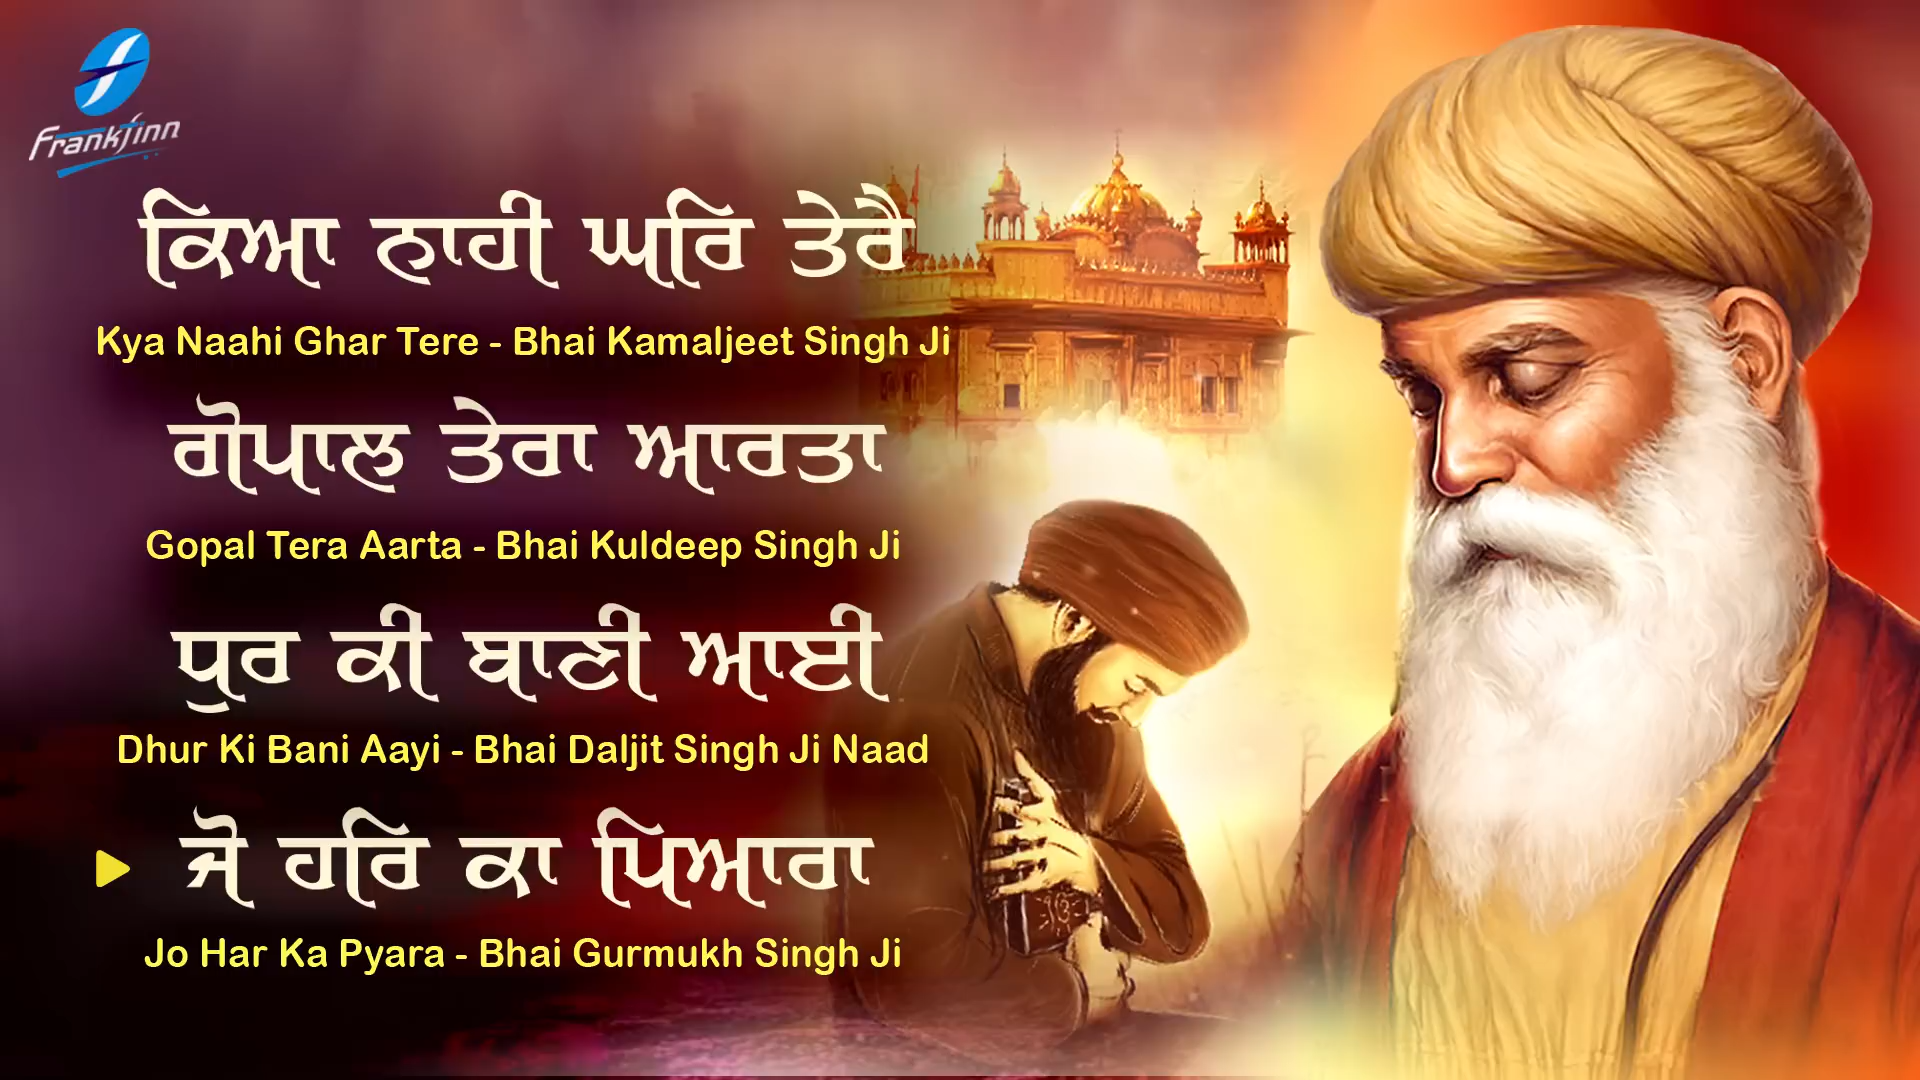 Frankfinn
ਕਿਆ ਨਾਹੀ ਘਰਿ ਤੇਰੈ
Kya Naahi Ghar Tere - Bhai Kamaljeet Singh Ji
ਗੋਪਾਲ ਤੇਰਾ ਆਰਤਾ
Gopal Tera Aarta - Bhai Kuldeep Singh Ji
ਧੁਰ ਕੀ ਬਾਣੀ ਆਈ
Dhur Ki Bani Aayi - Bhai Daljit Singh Ji Naad
ਜੋ ਹਰਿ ਕਾ ਪਿਆਰਾ
Jo Har Ka Pyara - Bhai Gurmukh Singh Ji
ੴ